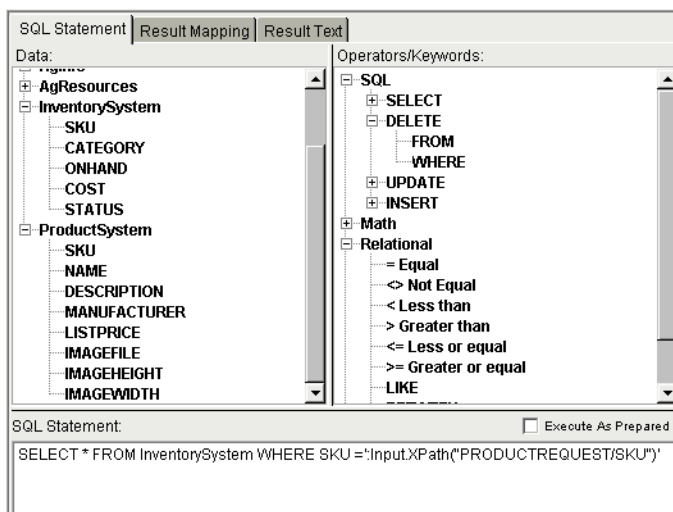 SQL Statement Result Mapping Result Text
Data:
AgResources
InventorySystem
SKU
CATEGORY
ONHAND
COST
STATUS
ProductSystem
SKU
NAME
DESCRIPTION
MANUFACTURER
LISTPRICE
IMAGEFILE
IMAGEHEIGHT
IMAGEWIDTH
Operators/Keywords:
SQL
SELECT
DELETE
FROM
WHERE
UPDATE
INSERT
Math
Relational
= Equal
<> Not Equal
< Less than
> Greater than
<= Less or equal
>= Greater or equal
LIKE
SQL Statement:
Execute As Prepared
SELECT * FROM InventorySystem WHERE SKU =':Input.XPath("PRODUCTREQUEST/SKU")'